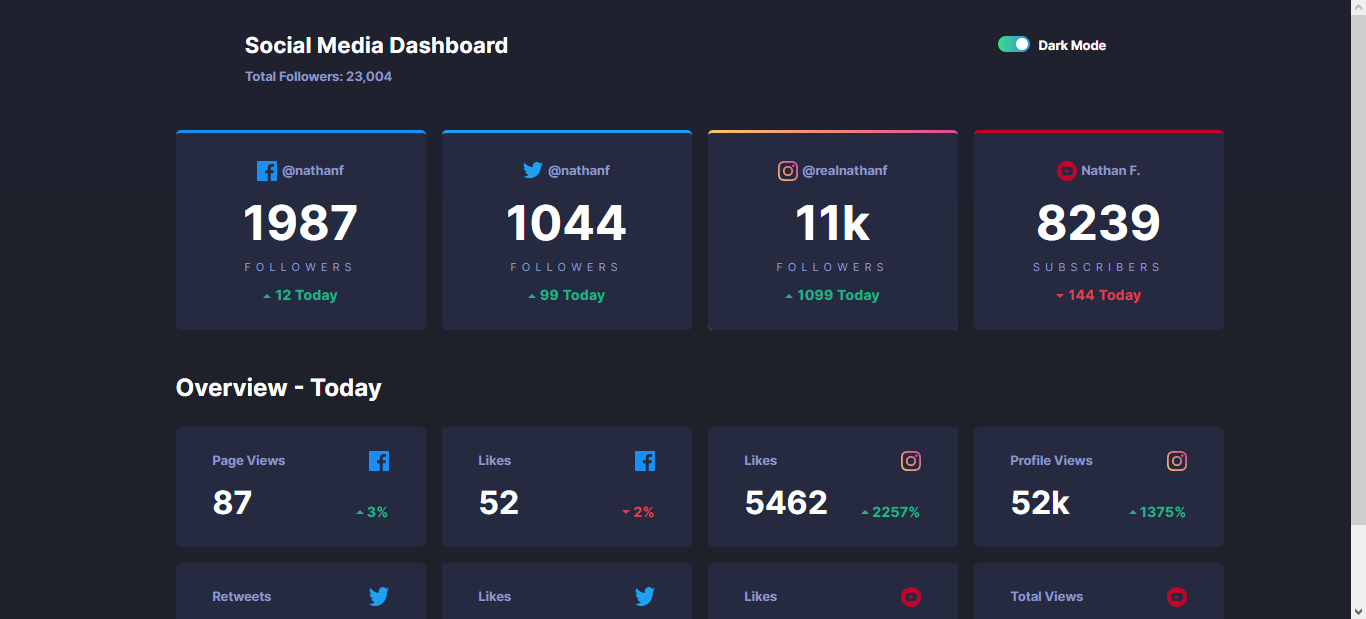 Social Media Dashboard
Dark Mode
Total Followers: 23,004
@nathanf
1987
FOLLOWERS
12 Today
@nathanf
1044
FOLLOWERS
99 Today
@realnathanf
11k
FOLLOWERS
1099 Today
Nathan F.
8239
SUBSCRIBERS
144 Today
Overview - Today
Page Views
87
3%
Likes
52
2%
Likes
5462
2257%
Profile Views
52k
1375%
Retweets
Likes
Likes
Total Views